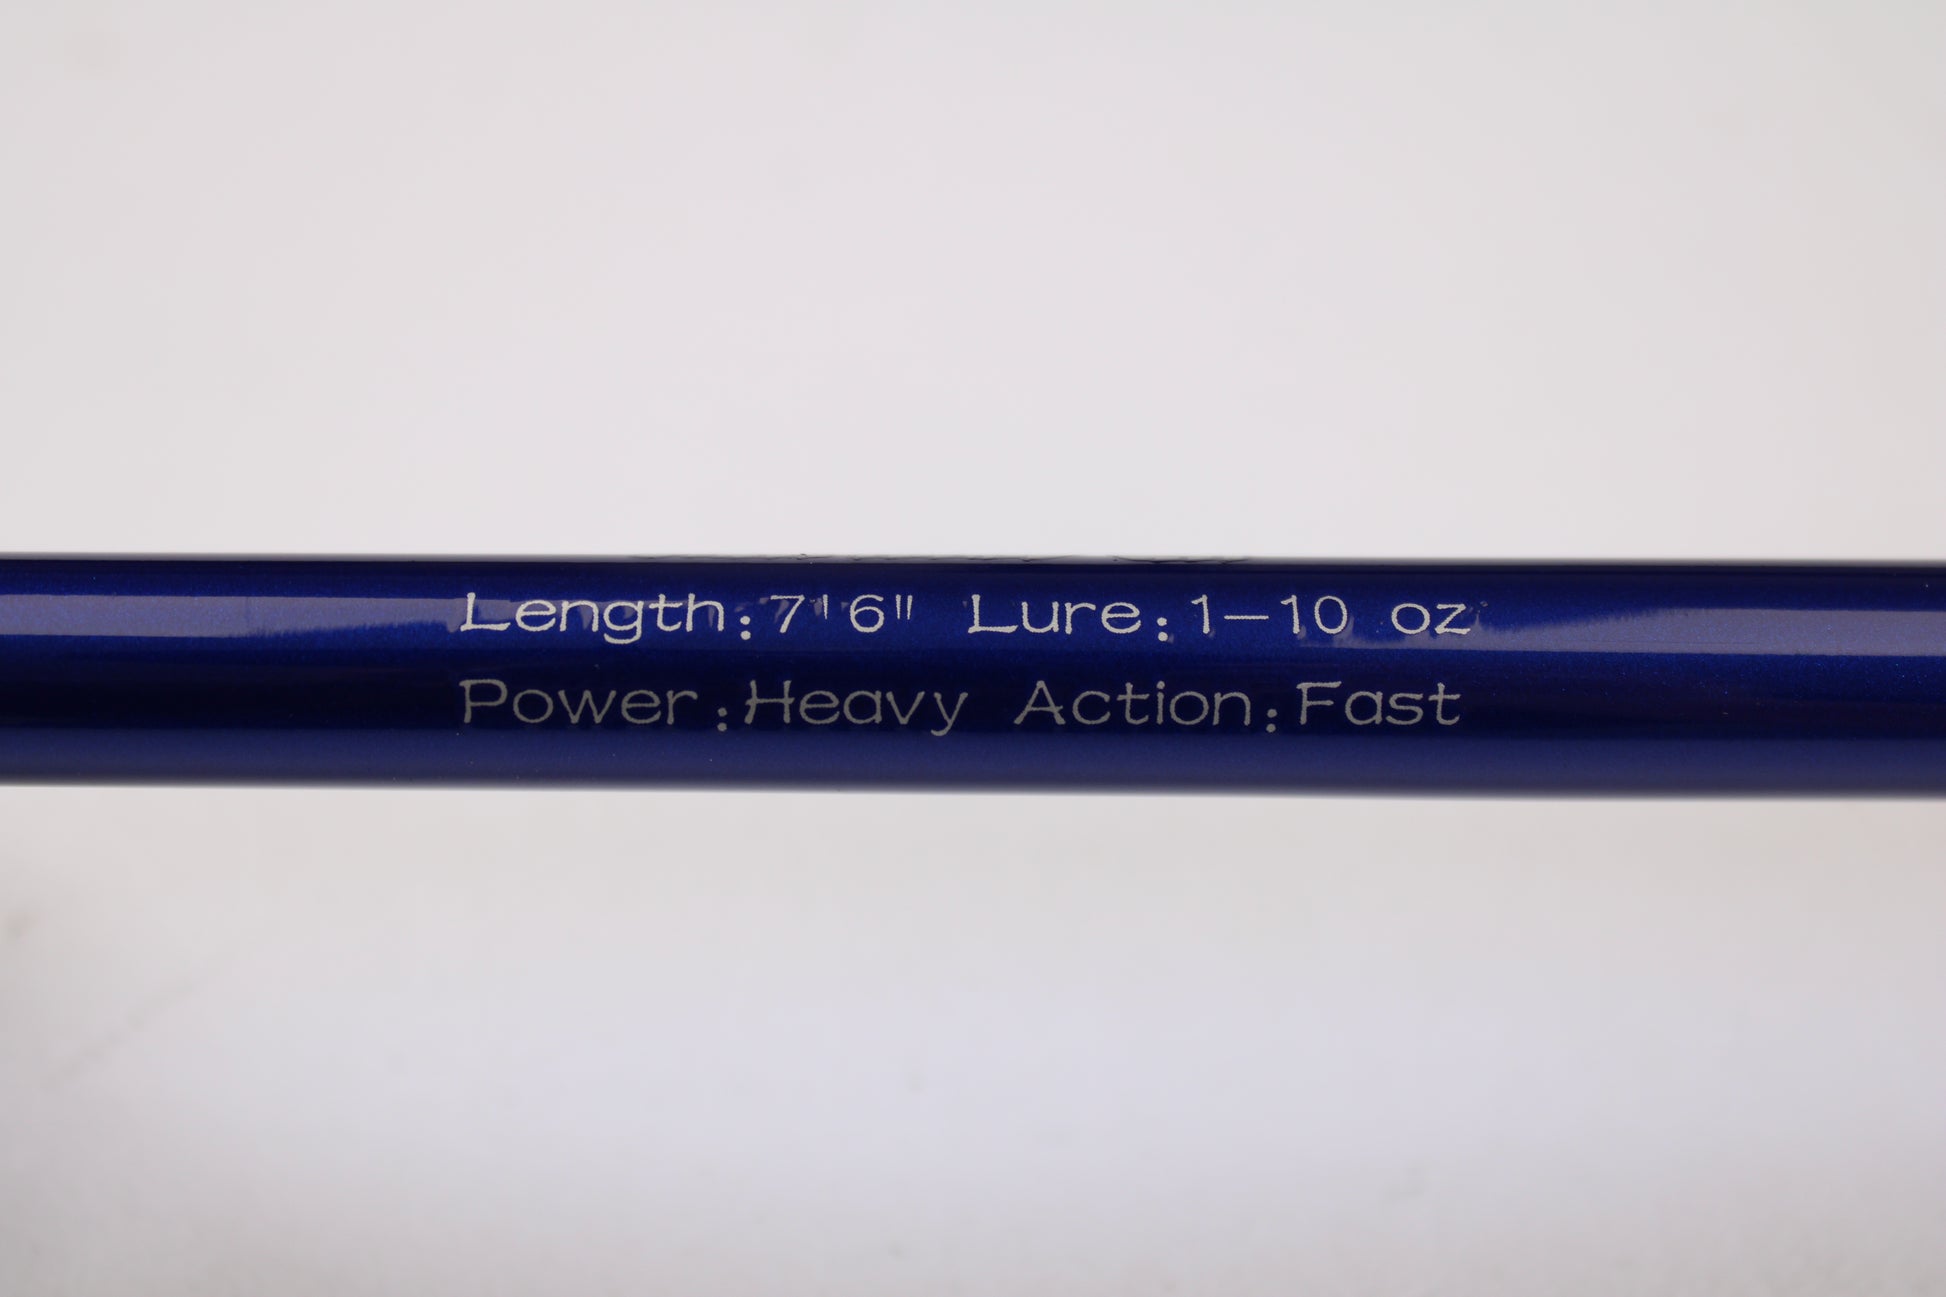 Length:7'6" Lure:1-10 oz
Power:Heavy Action:Fast